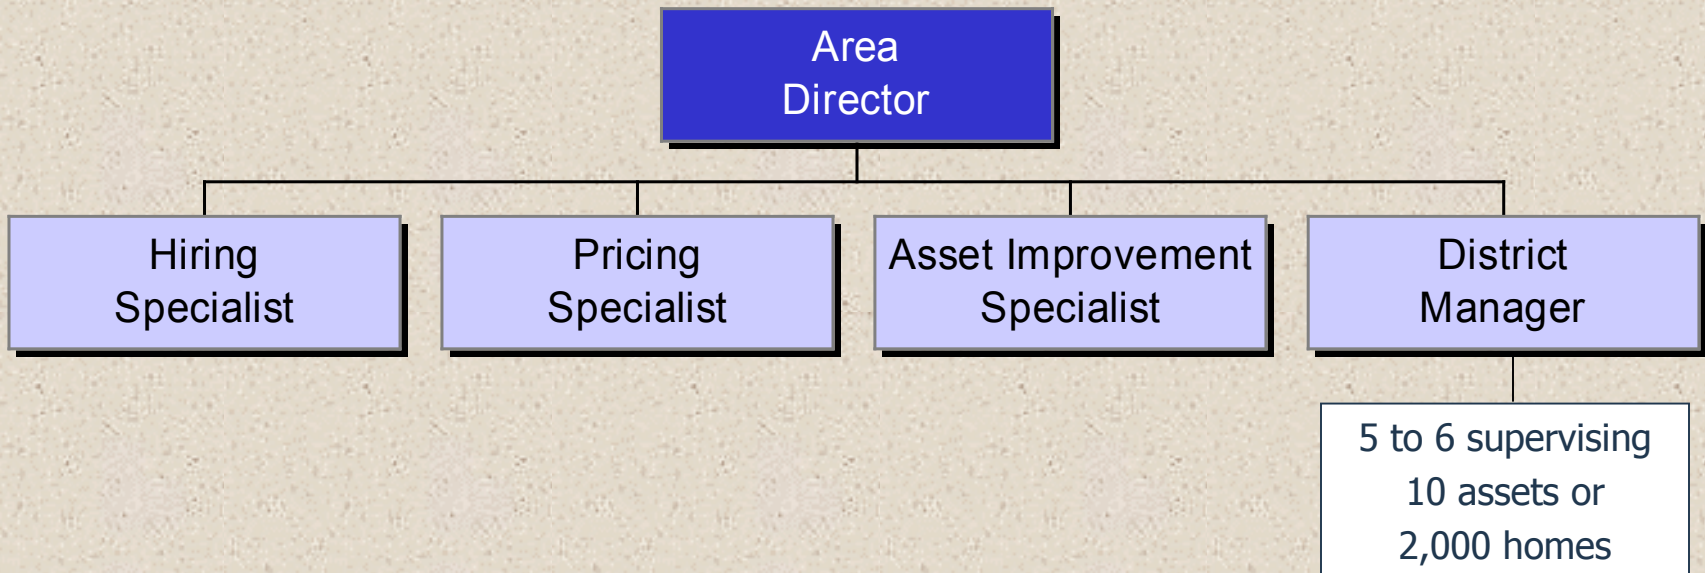 Area
Director
Hiring
Specialist
Pricing
Specialist
Asset Improvement
Specialist
District
Manager
5 to 6 supervising
10 assets or
2,000 homes